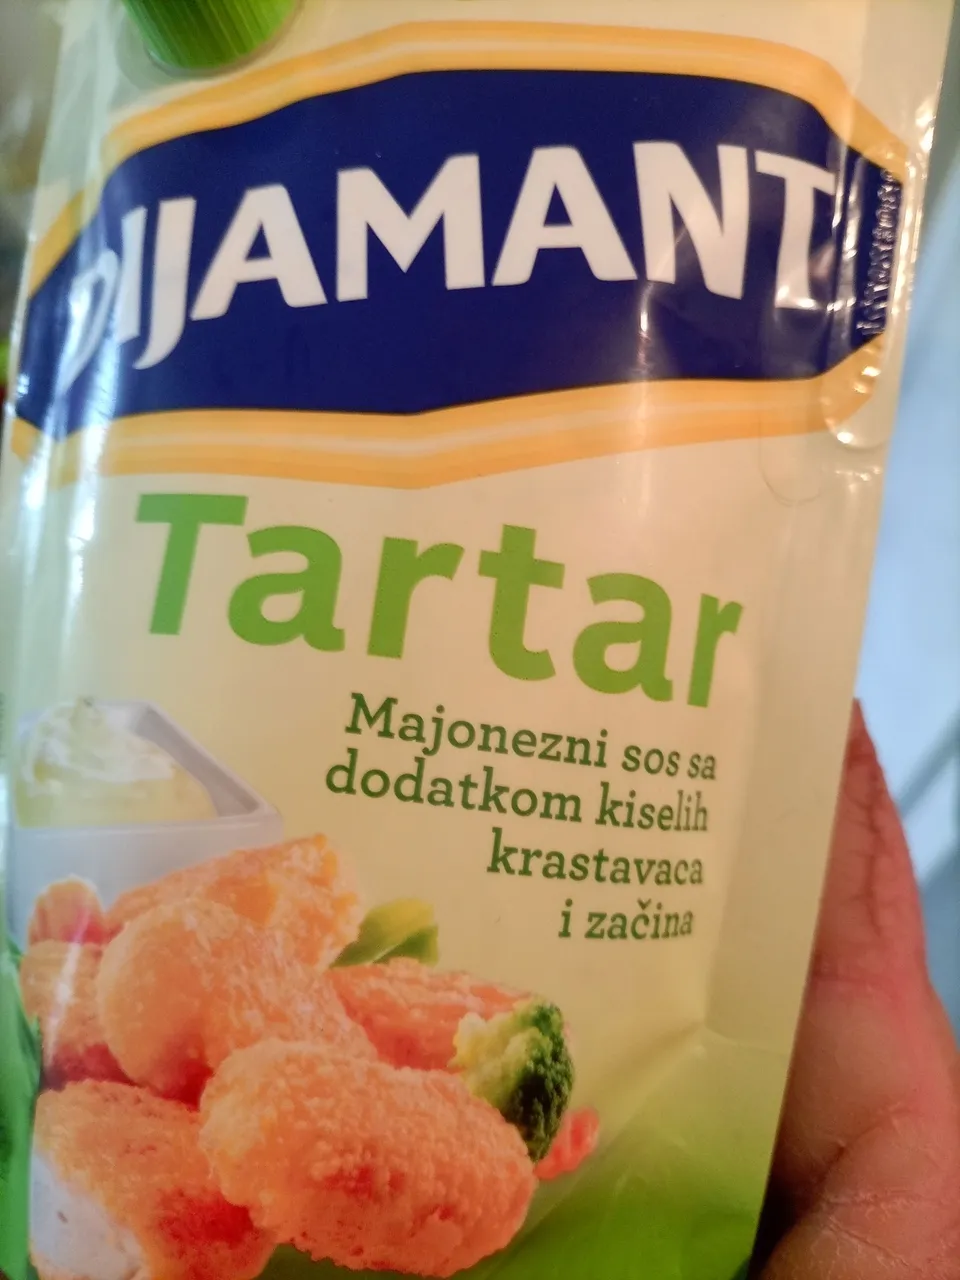 DIJAMANT
Tartar
Majonezni sos sa
dodatkom kiselih
krastavaca
i začina